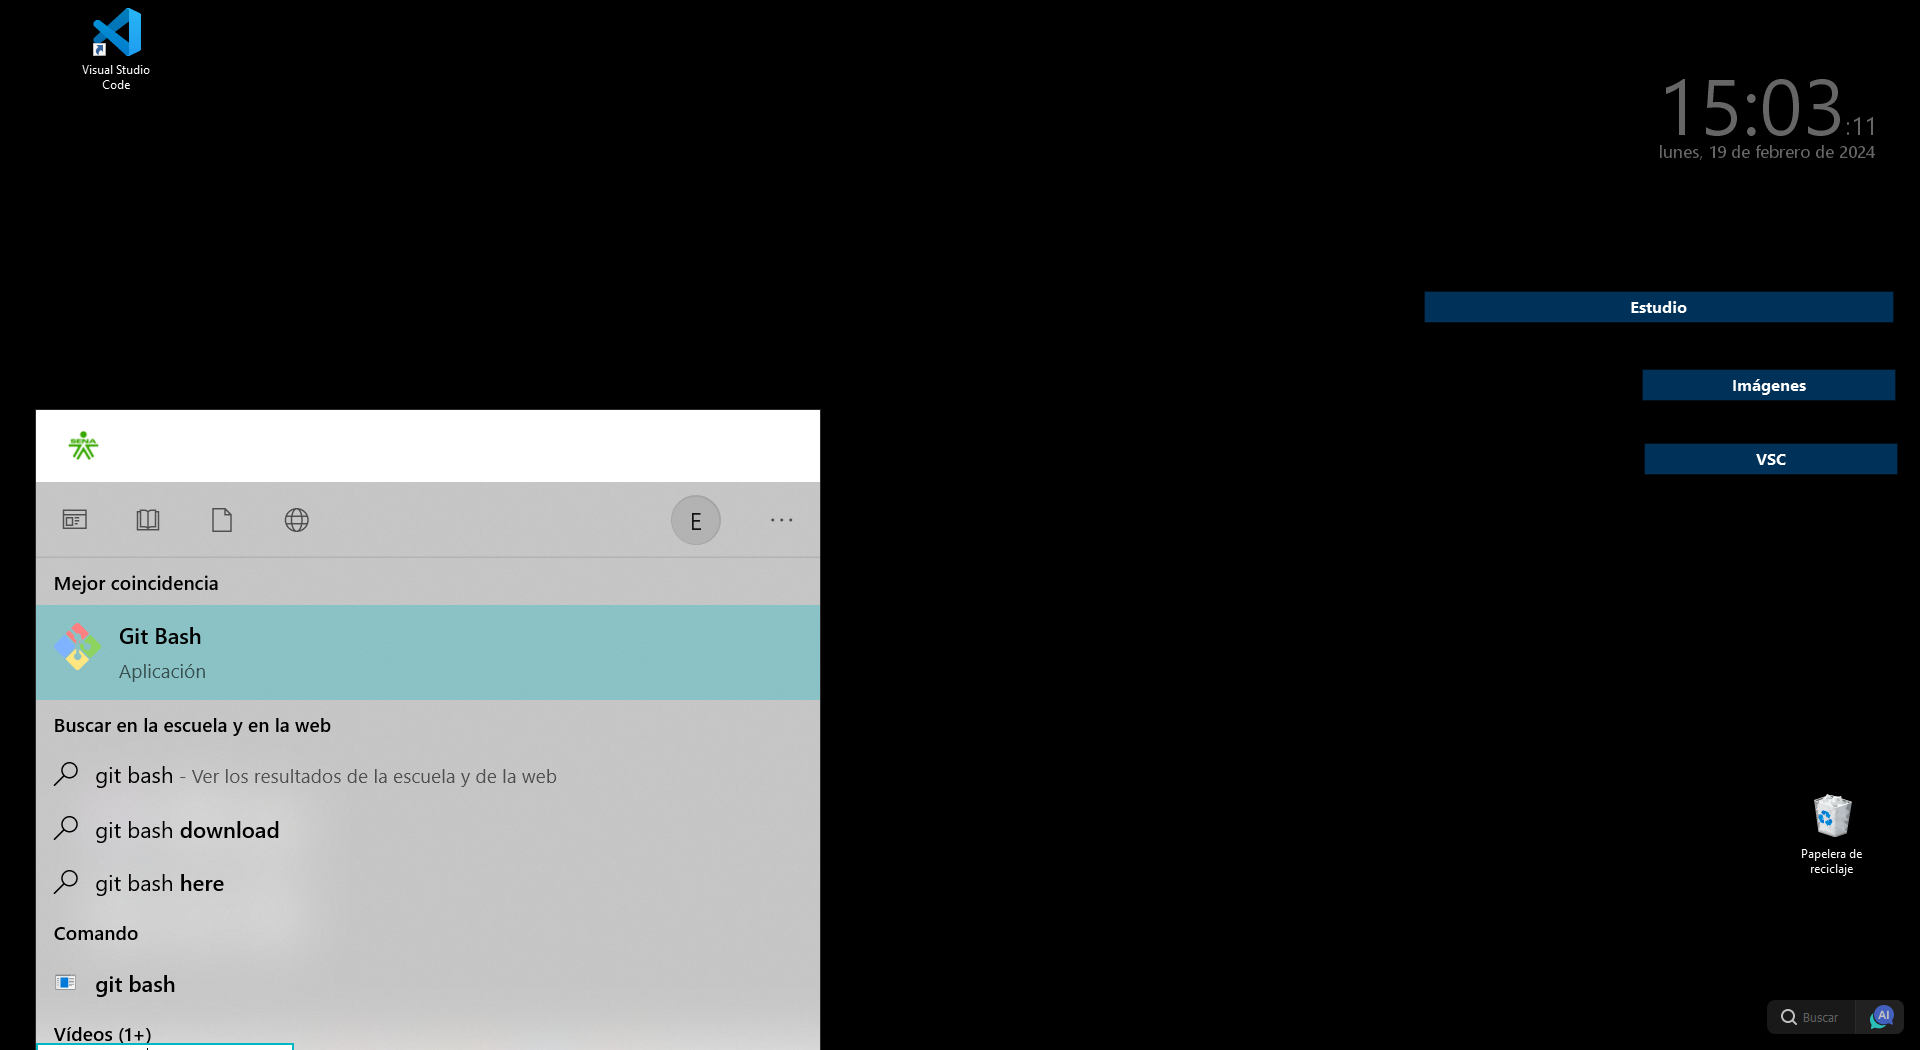 Visual Studio
Code
15:03:11
lunes, 19 de febrero de 2024
Estudio
Imágenes
VSC
SENA
E
Mejor coincidencia
Git Bash
Aplicación
Buscar en la escuela y en la web
git bash - Ver los resultados de la escuela y de la web
git bash download
git bash here
Comando
git bash
Vídeos (1+)
Papelera de
reciclaje
Buscar
AI